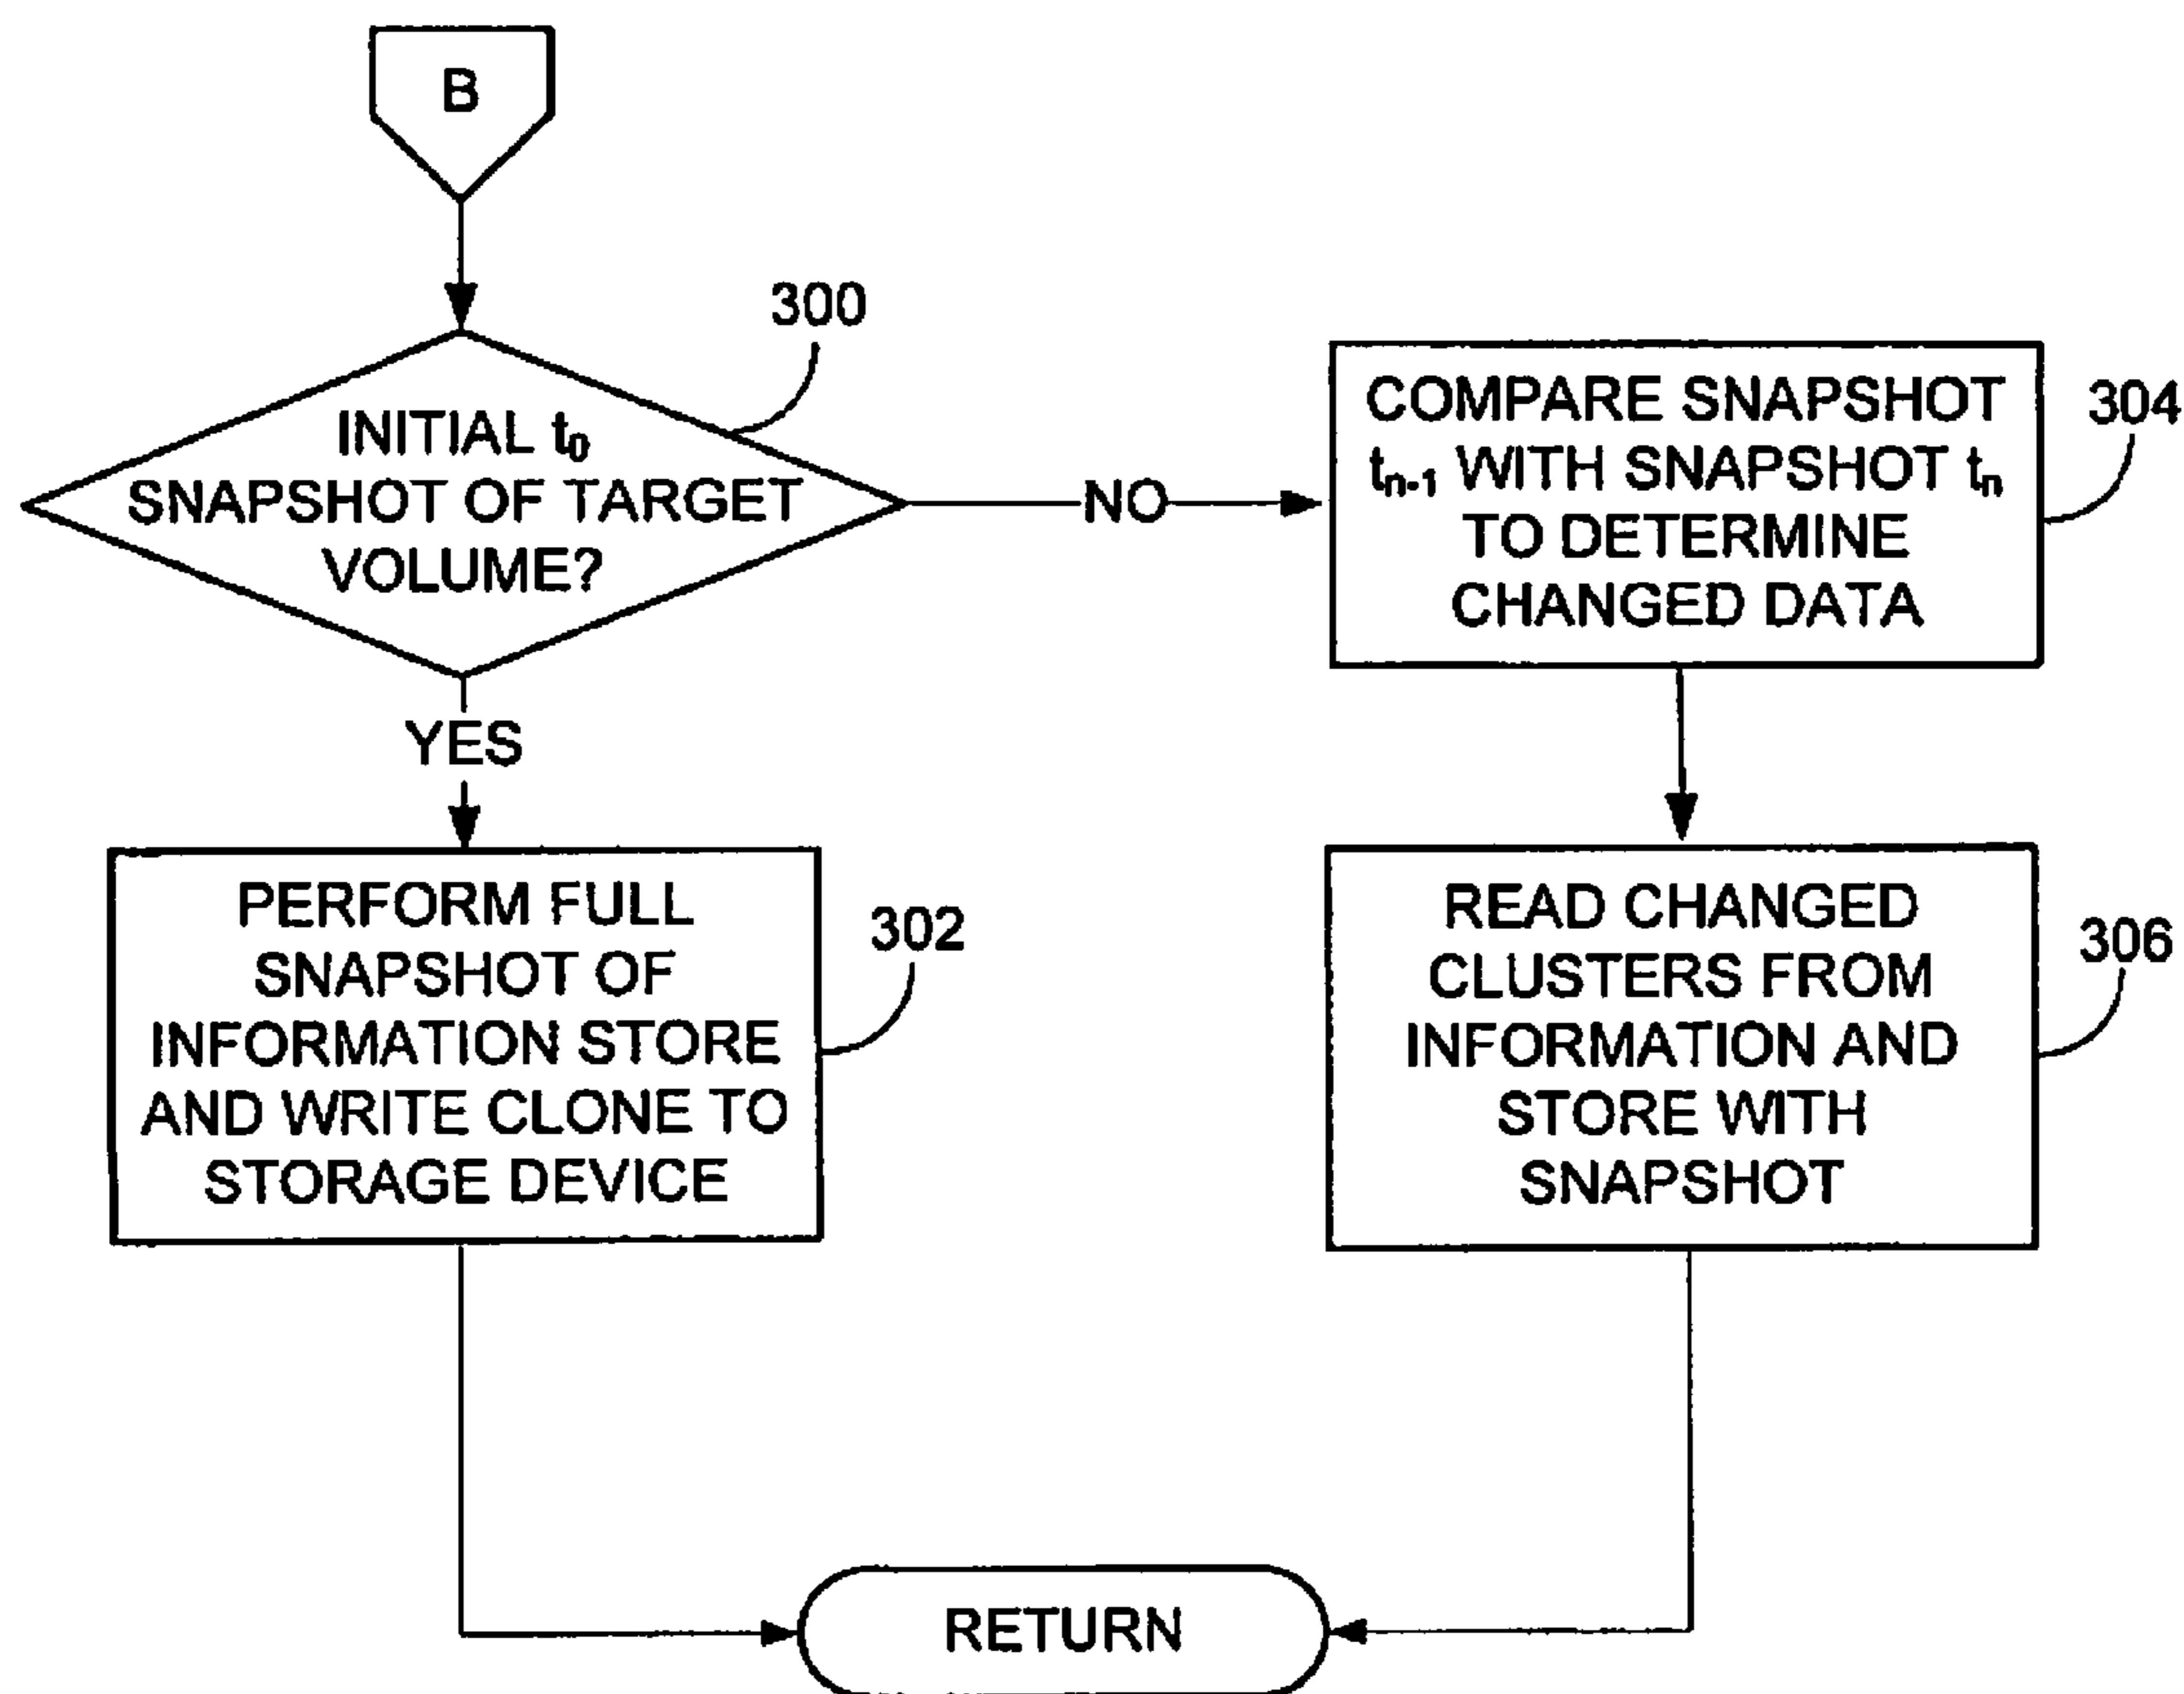 B
300
INITIAL t₀
SNAPSHOT OF TARGET
VOLUME?
NO
COMPARE SNAPSHOT
tₙ₋₁ WITH SNAPSHOT tₙ
TO DETERMINE
CHANGED DATA
304
YES
PERFORM FULL
SNAPSHOT OF
INFORMATION STORE
AND WRITE CLONE TO
STORAGE DEVICE
302
READ CHANGED
CLUSTERS FROM
INFORMATION AND
STORE WITH
SNAPSHOT
306
RETURN